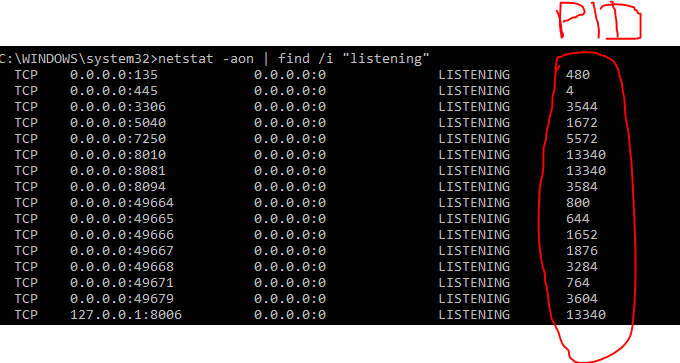 PID
C:\WINDOWS\system32>netstat -aon | find /i "listening"
TCP 0.0.0.0:135 0.0.0.0:0 LISTENING 480
TCP 0.0.0.0:445 0.0.0.0:0 LISTENING 4
TCP 0.0.0.0:3306 0.0.0.0:0 LISTENING 3544
TCP 0.0.0.0:5040 0.0.0.0:0 LISTENING 1672
TCP 0.0.0.0:7250 0.0.0.0:0 LISTENING 5572
TCP 0.0.0.0:8010 0.0.0.0:0 LISTENING 13340
TCP 0.0.0.0:8081 0.0.0.0:0 LISTENING 13340
TCP 0.0.0.0:8094 0.0.0.0:0 LISTENING 3584
TCP 0.0.0.0:49664 0.0.0.0:0 LISTENING 800
TCP 0.0.0.0:49665 0.0.0.0:0 LISTENING 644
TCP 0.0.0.0:49666 0.0.0.0:0 LISTENING 1652
TCP 0.0.0.0:49667 0.0.0.0:0 LISTENING 1876
TCP 0.0.0.0:49668 0.0.0.0:0 LISTENING 3284
TCP 0.0.0.0:49671 0.0.0.0:0 LISTENING 764
TCP 0.0.0.0:49679 0.0.0.0:0 LISTENING 3604
TCP 127.0.0.1:8006 0.0.0.0:0 LISTENING 13340